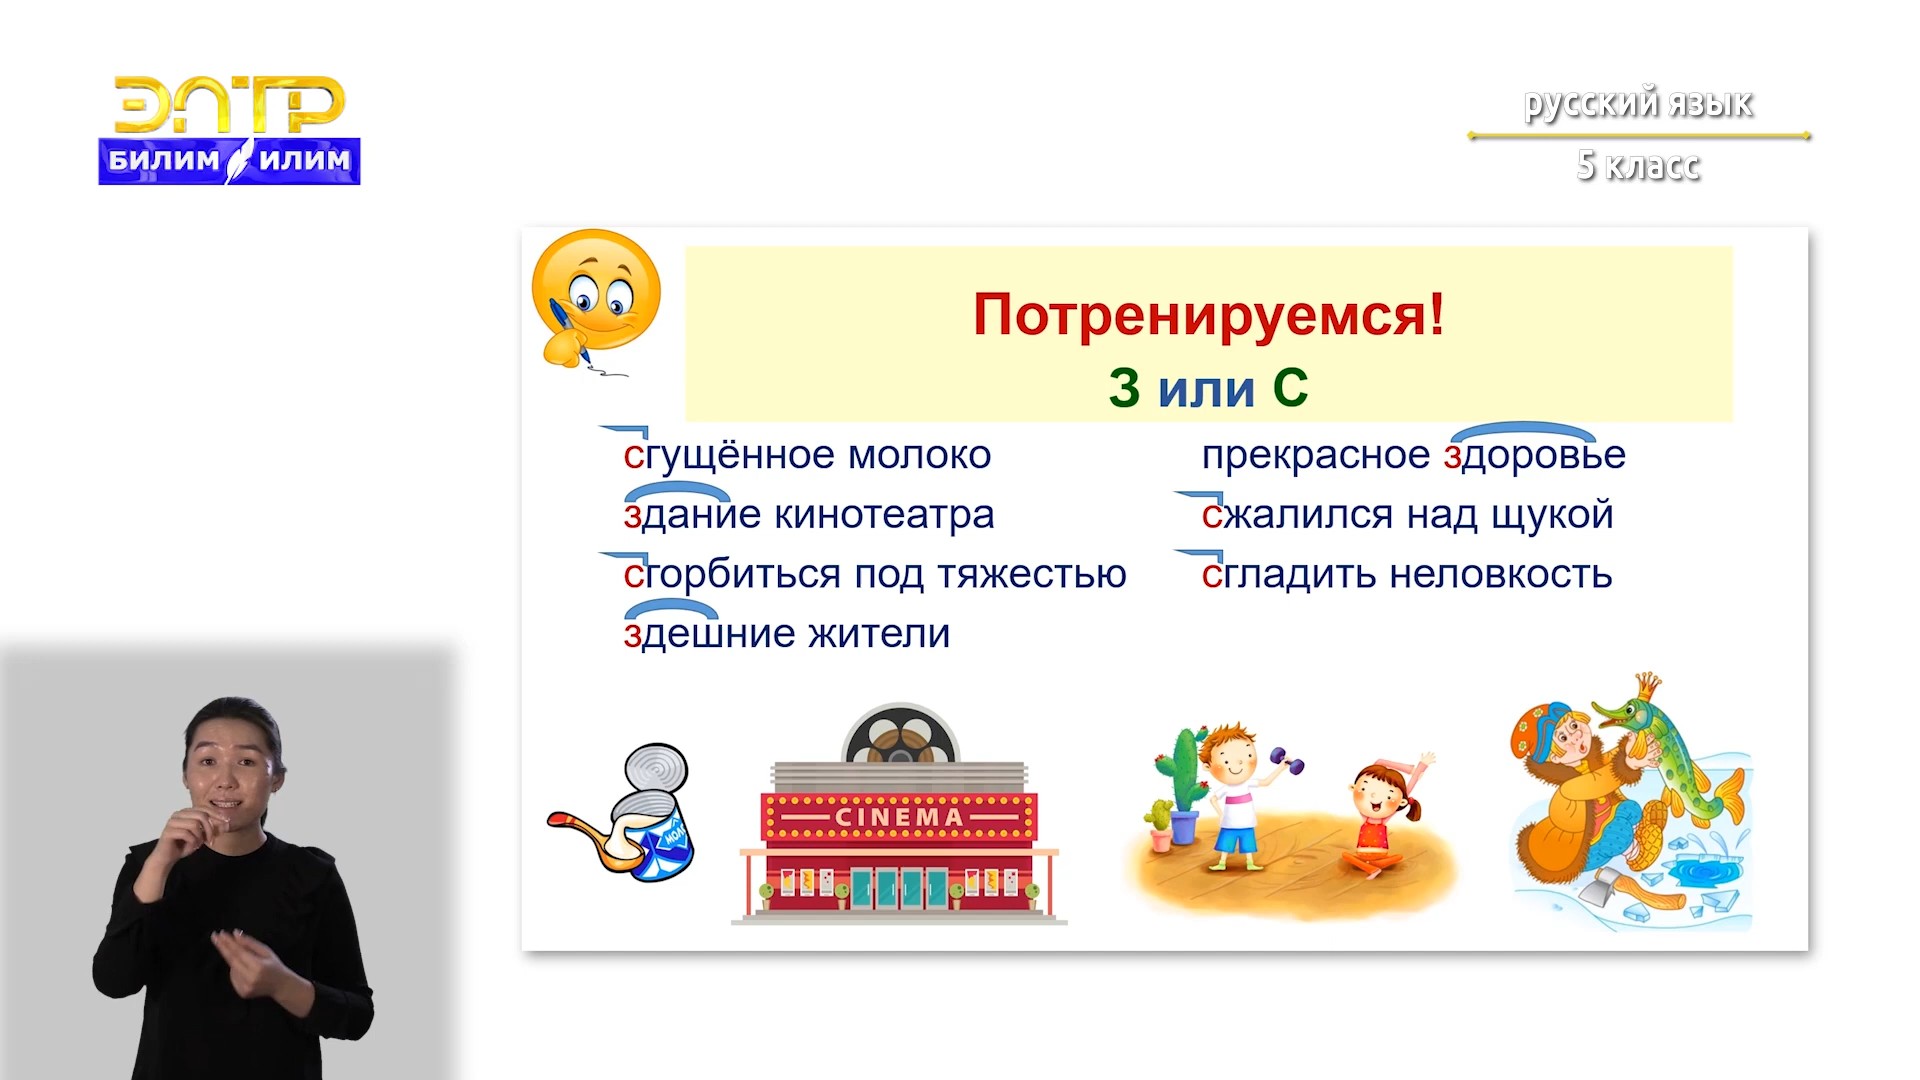 ЭЛТР
БИЛИМ ИЛИМ
русский язык
5 класс
Потренируемся!
З или С
сгущённое молоко
здание кинотеатра
сгорбиться под тяжестью
здешние жители
прекрасное здоровье
сжалился над щукой
сгладить неловкость
CINEMA
МОЛ